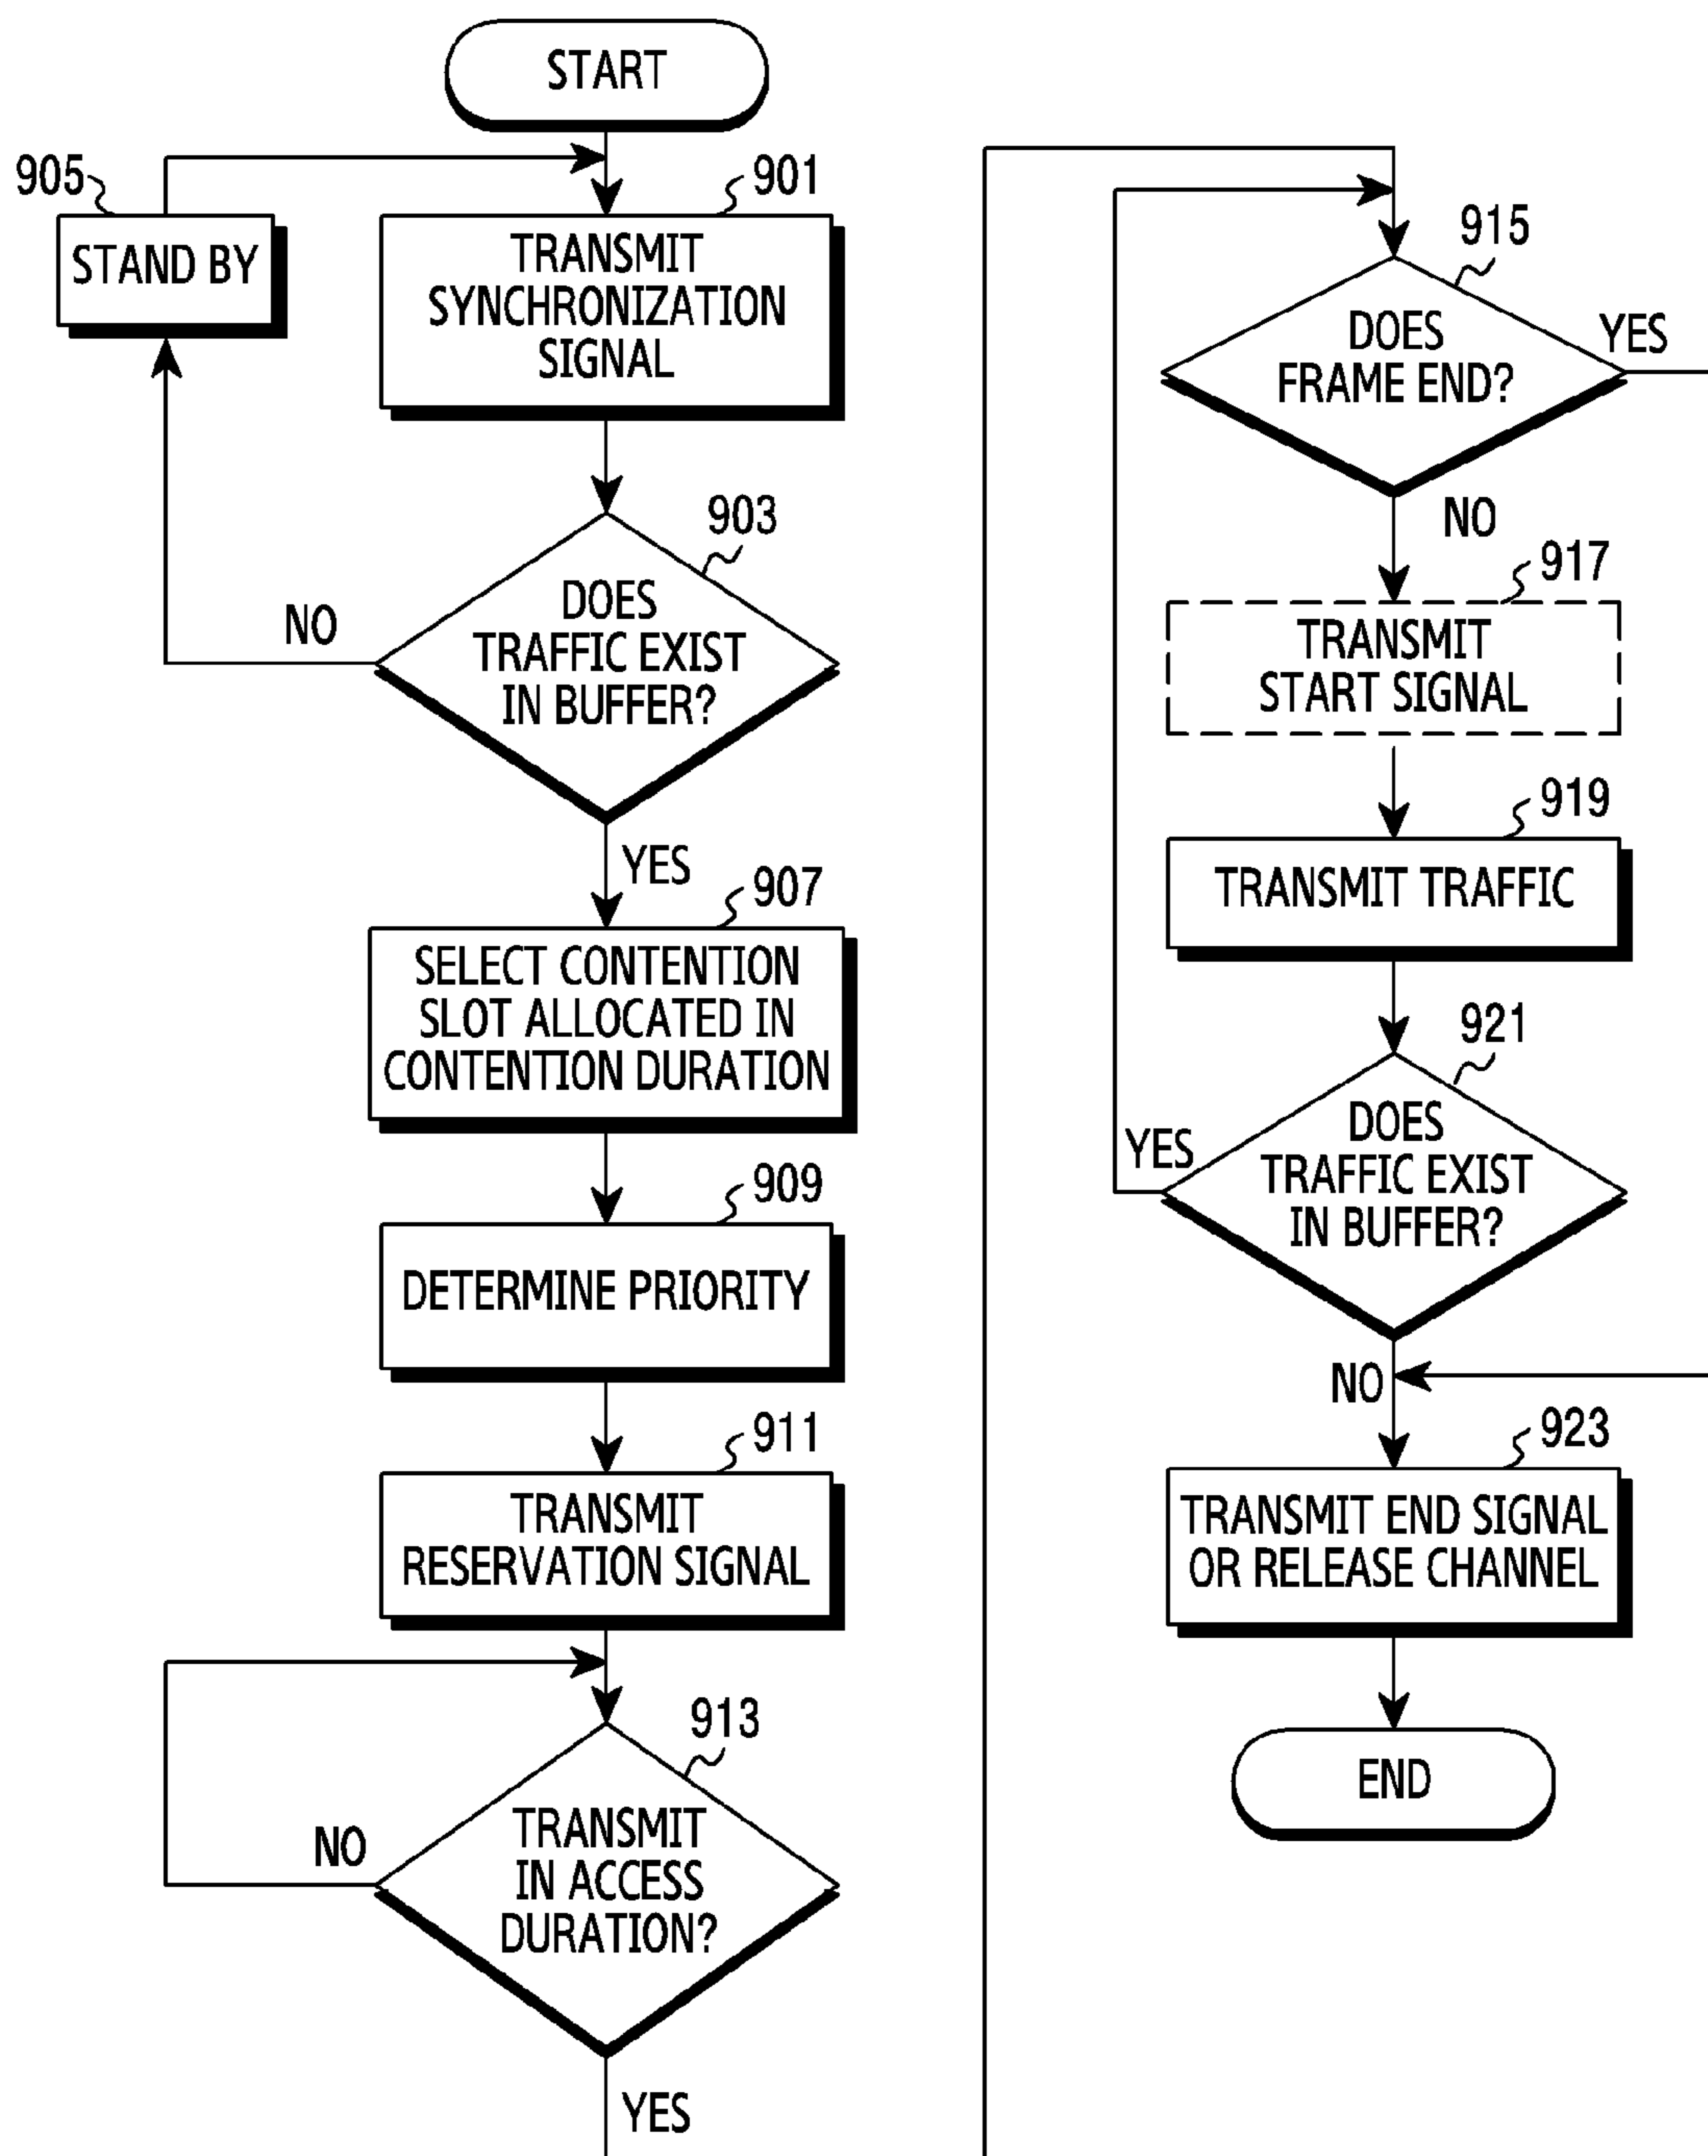 START
905
901
STAND BY
TRANSMIT
SYNCHRONIZATION
SIGNAL
903
DOES
TRAFFIC EXIST
IN BUFFER?
NO
YES
907
SELECT CONTENTION
SLOT ALLOCATED IN
CONTENTION DURATION
909
DETERMINE PRIORITY
911
TRANSMIT
RESERVATION SIGNAL
913
TRANSMIT
IN ACCESS
DURATION?
NO
YES
915
DOES
FRAME END?
YES
NO
917
TRANSMIT
START SIGNAL
919
TRANSMIT TRAFFIC
921
DOES
TRAFFIC EXIST
IN BUFFER?
YES
NO
923
TRANSMIT END SIGNAL
OR RELEASE CHANNEL
END